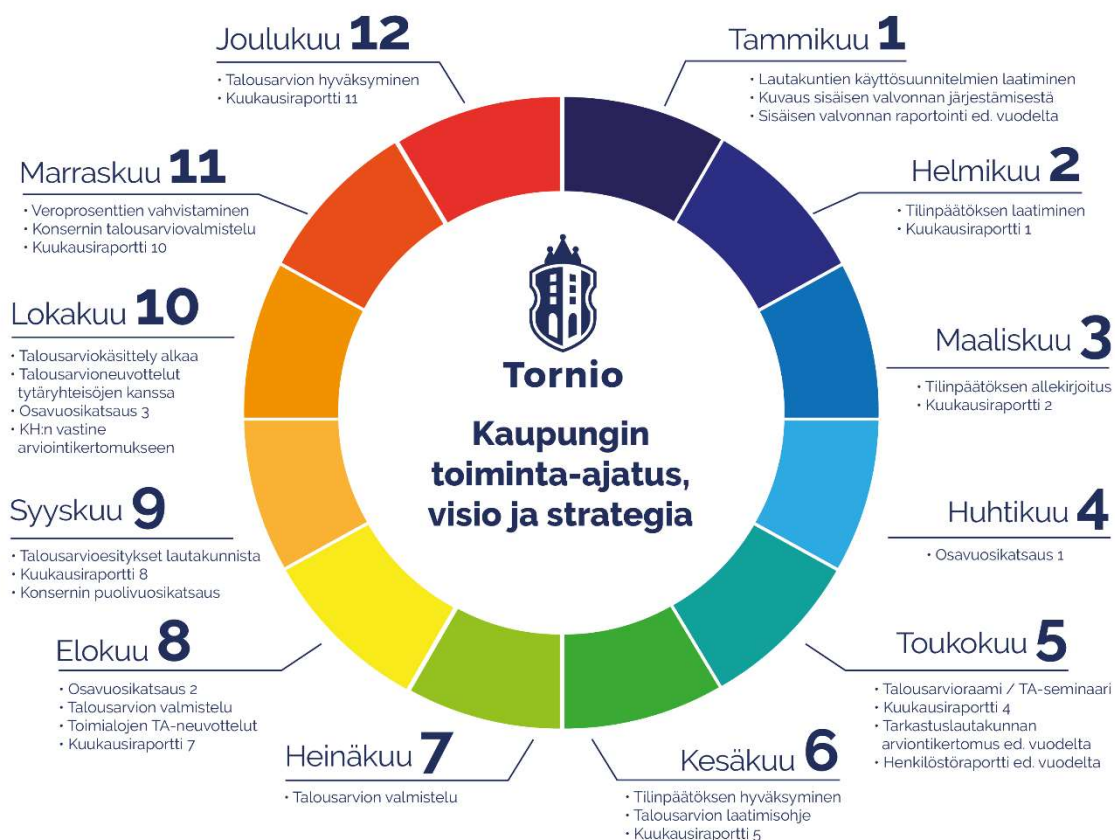 Joulukuu 12
• Talousarvion hyväksyminen
• Kuukausiraportti 11
Tammikuu 1
• Lautakuntien käyttösuunnitelmien laatiminen
• Kuvaus sisäisen valvonnan järjestämisestä
• Sisäisen valvonnan raportointi ed. vuodelta
Marraskuu 11
• Veroprosenttien vahvistaminen
• Konsernin talousarviovalmistelu
• Kuukausiraportti 10
Helmikuu 2
• Tilinpäätöksen laatiminen
• Kuukausiraportti 1
Lokakuu 10
• Talousarviokäsittely alkaa
• Talousarvioneuvottelut
tytäryhteisöjen kanssa
• Osavuosikatsaus 3
• KH:n vastine
arviointikertomukseen
Maaliskuu 3
• Tilinpäätöksen allekirjoitus
• Kuukausiraportti 2
Tornio
Kaupungin
toiminta-ajatus,
visio ja strategia
Syyskuu 9
• Talousarvioesitykset lautakunnista
• Kuukausiraportti 8
• Konsernin puolivuosikatsaus
Huhtikuu 4
• Osavuosikatsaus 1
Elokuu 8
• Osavuosikatsaus 2
• Talousarvion valmistelu
• Toimialojen TA-neuvottelut
• Kuukausiraportti 7
Toukokuu 5
• Talousarvioraami / TA-seminaari
• Kuukausiraportti 4
• Tarkastuslautakunnan
arviontikertomus ed. vuodelta
• Henkilöstöraportti ed. vuodelta
Heinäkuu 7
• Talousarvion valmistelu
Kesäkuu 6
• Tilinpäätöksen hyväksyminen
• Talousarvion laatimisohje
• Kuukausiraportti 5